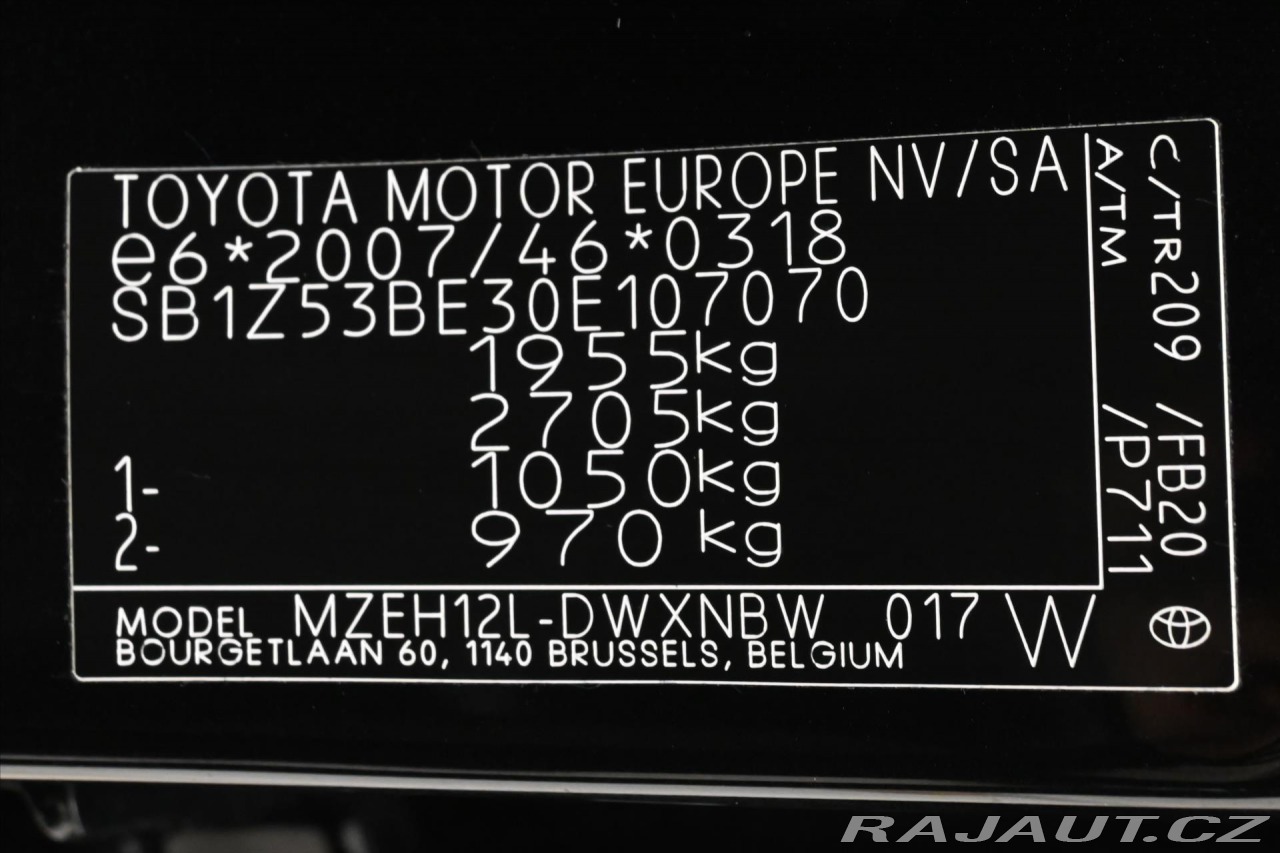 TOYOTA MOTOR EUROPE NV/SA
e6*2007/46*0318
SB1Z53BE30E107070
1955kg
2705kg
1- 1050kg
2- 970 kg
MODEL MZEH12L-DWXNBW 017 W
BOURGETLAAN 60, 1140 BRUSSELS, BELGIUM
C/TR209 /FB20
A/TM /P711
RAJAUT.CZ